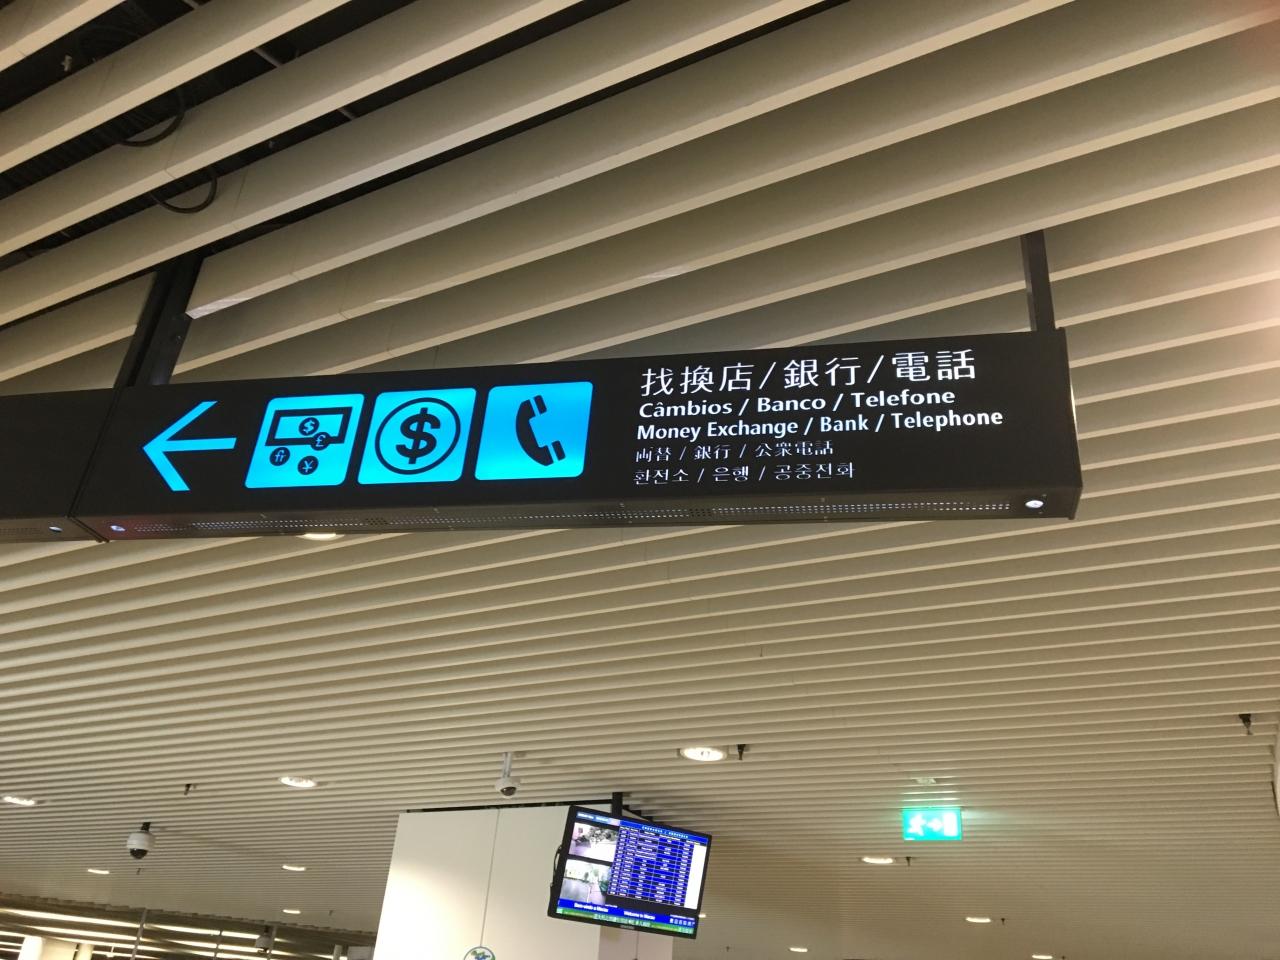 找換店/銀行/電話
Câmbios / Banco / Telefone
Money Exchange / Bank / Telephone
両替 / 銀行 / 公衆電話
환전소 / 은행 / 공중전화